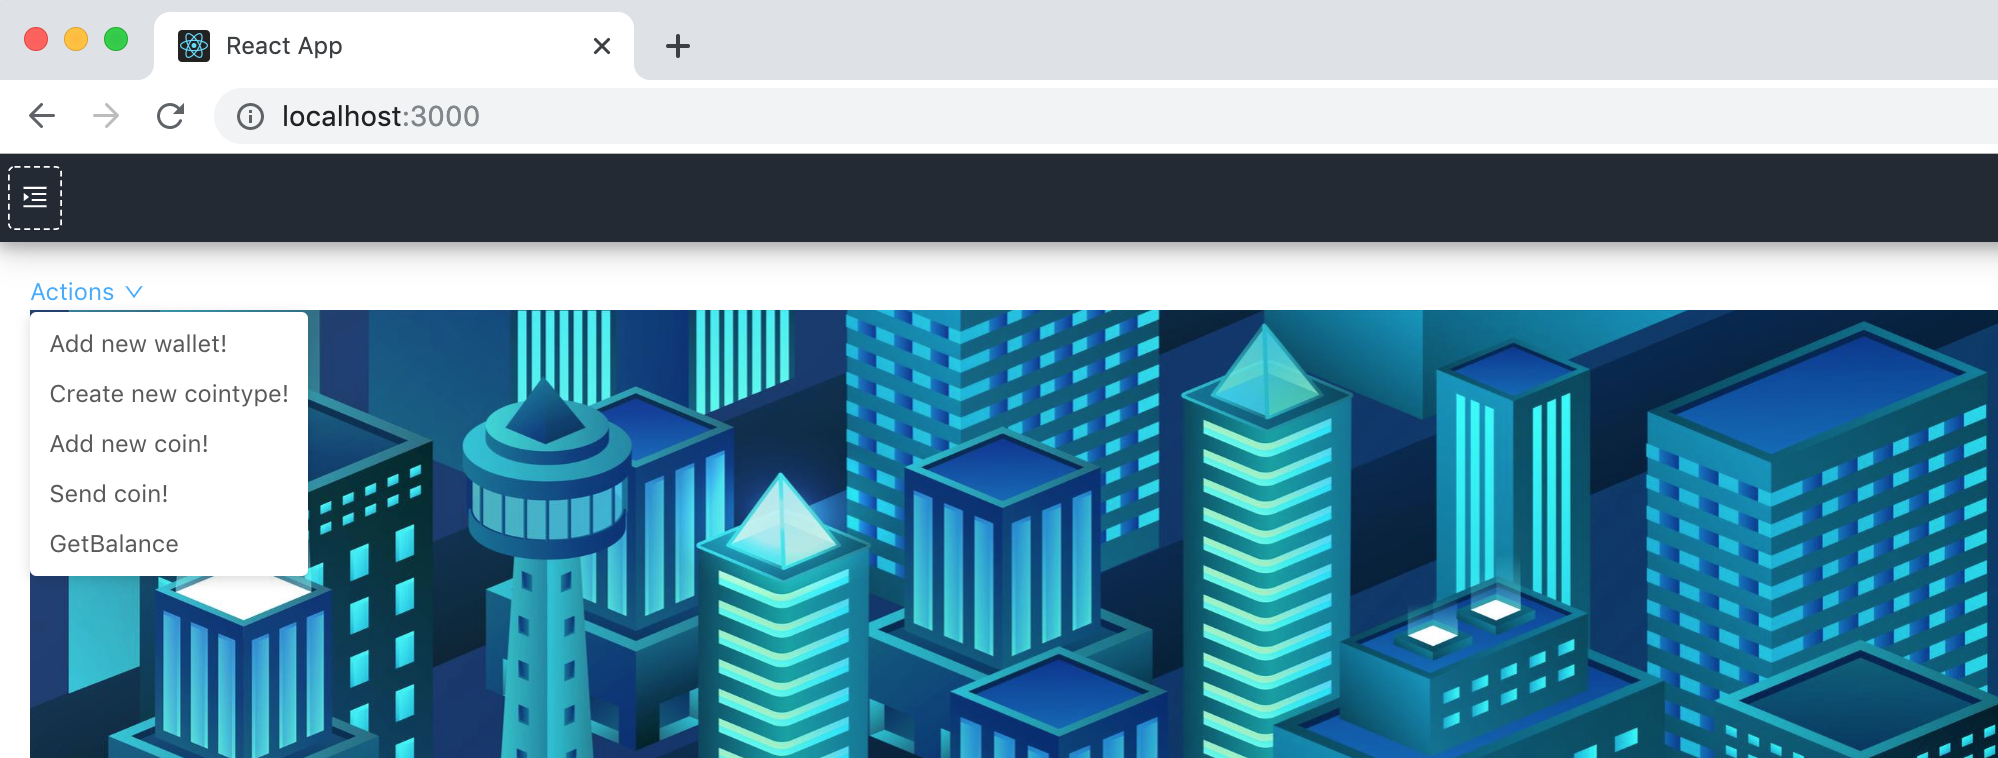 React App
localhost:3000
Actions
Add new wallet!
Create new cointype!
Add new coin!
Send coin!
GetBalance